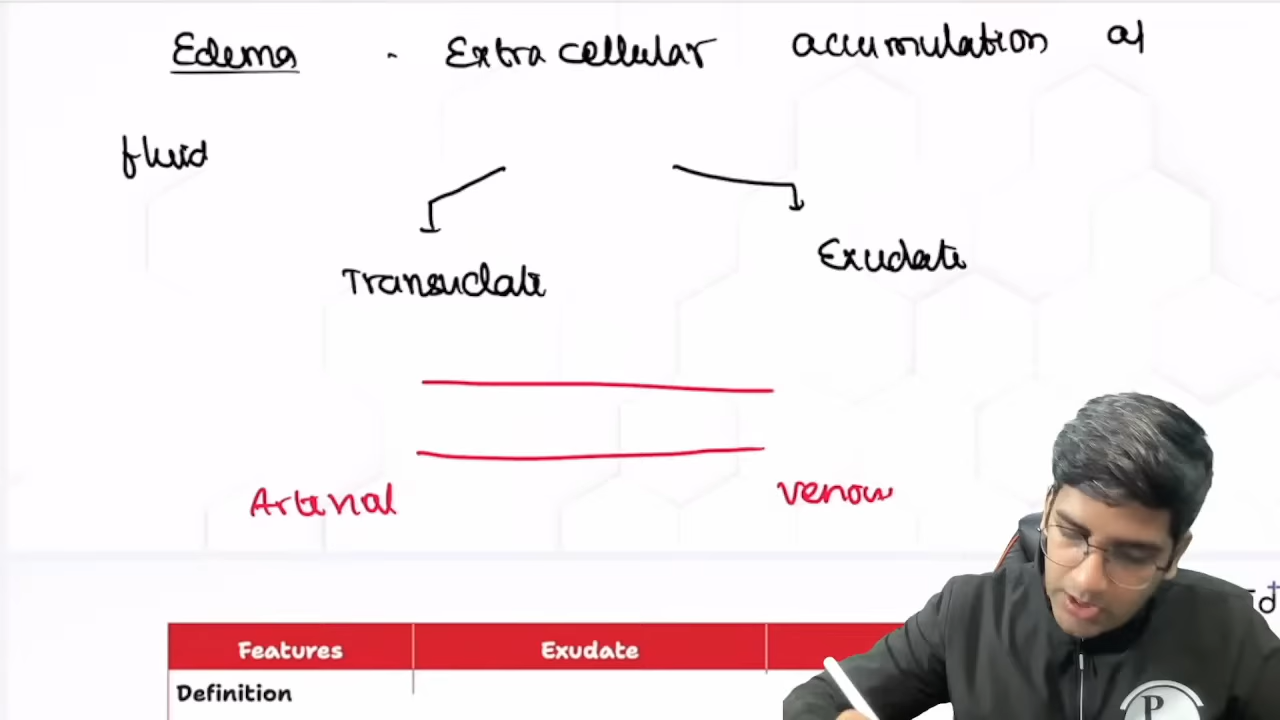 Edema - Extra cellular accumulation of
fluid
Transudate
Exudate
Arterial
venous
Features Exudate
Definition
P